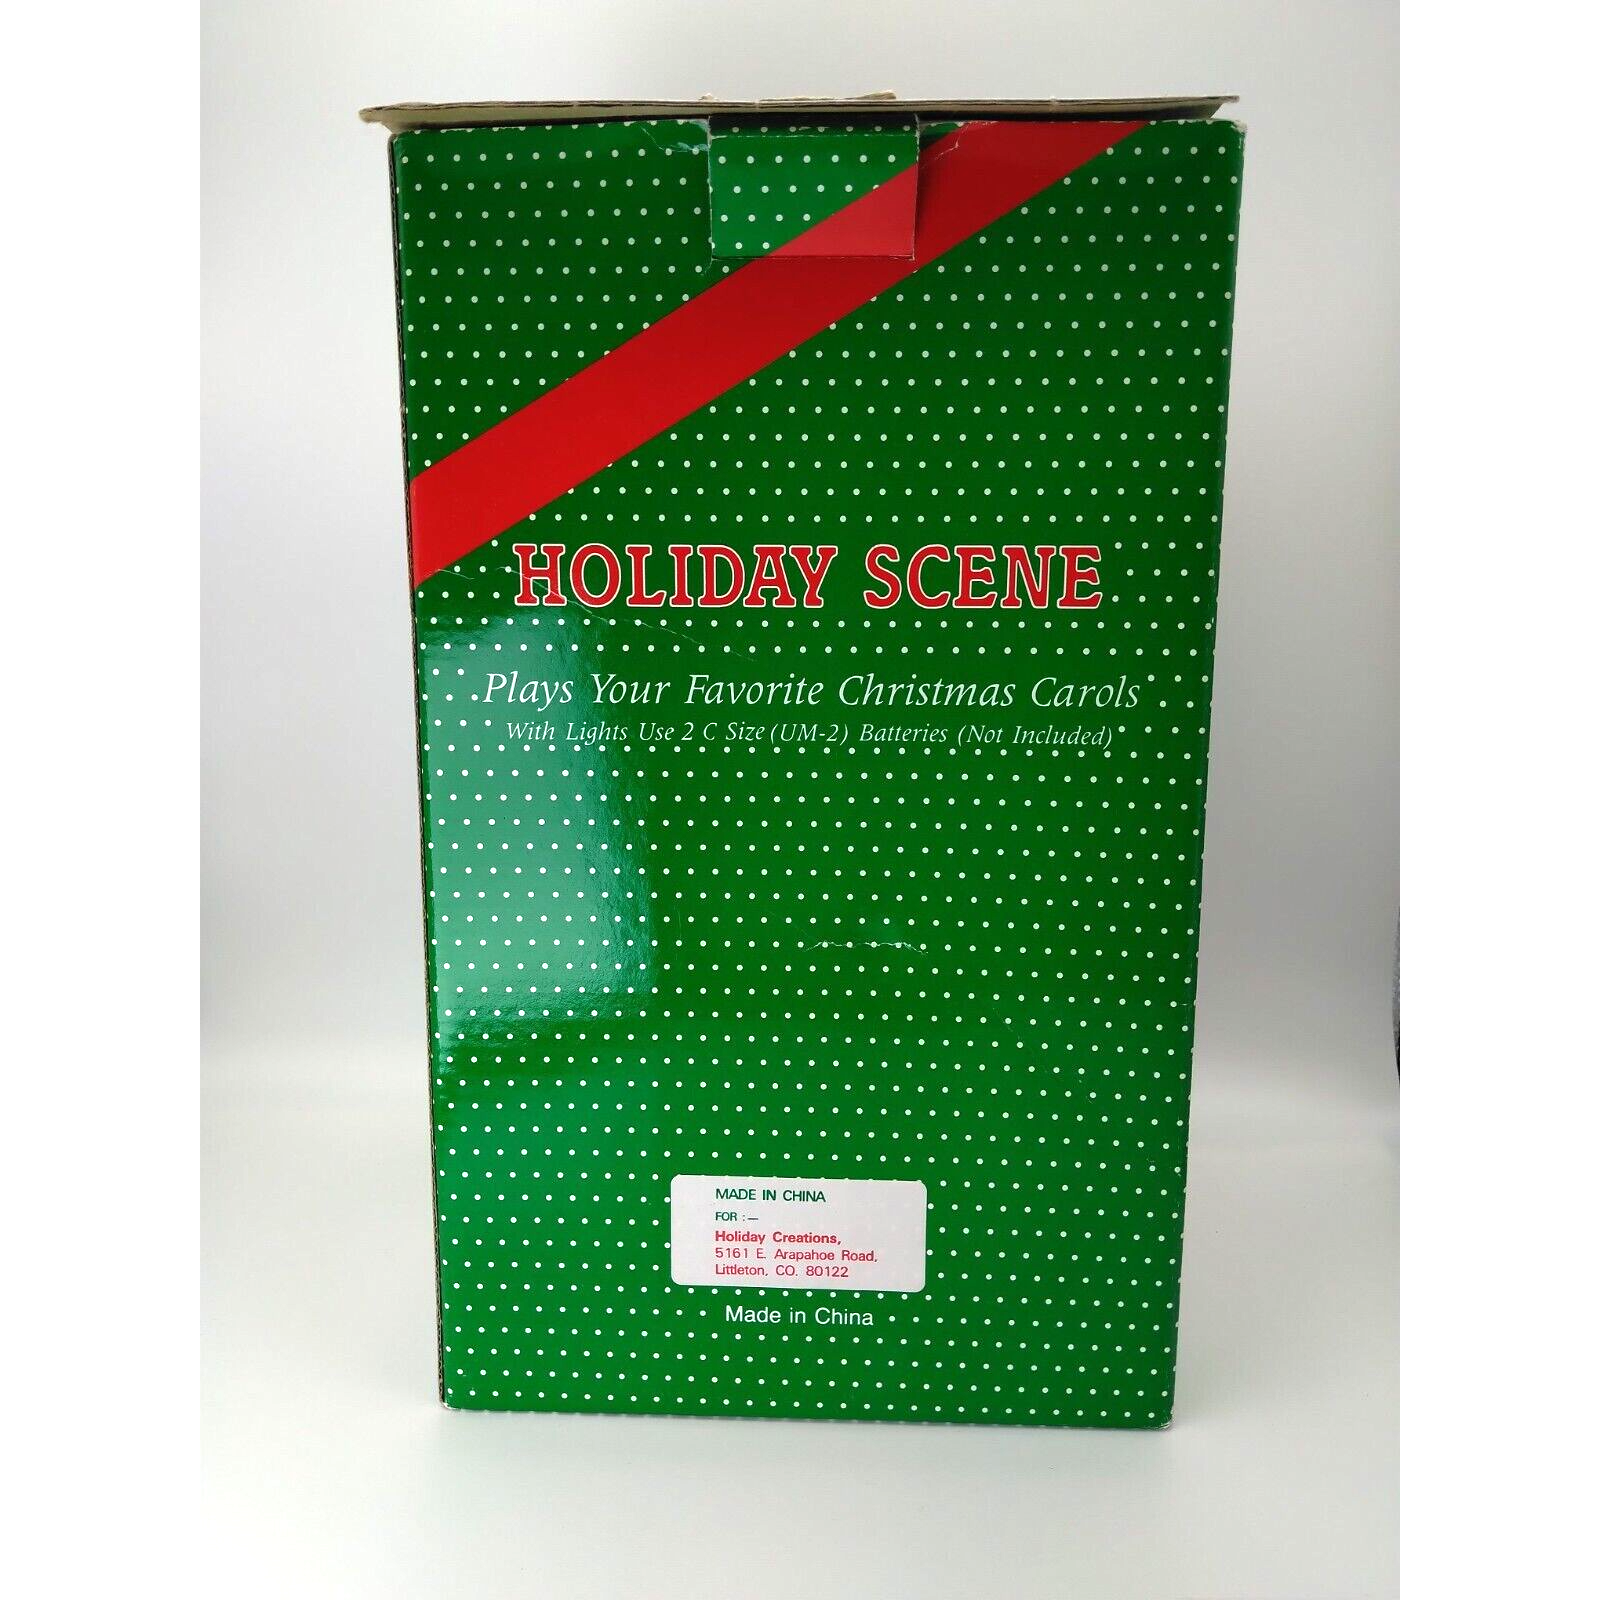 HOLIDAY SCENE
Plays Your Favorite Christmas Carols
With Lights Use 2 C Size (UM-2) Batteries (Not Included)
MADE IN CHINA
FOR :—
Holiday Creations,
5161 E. Arapahoe Road,
Littleton, CO. 80122
Made in China